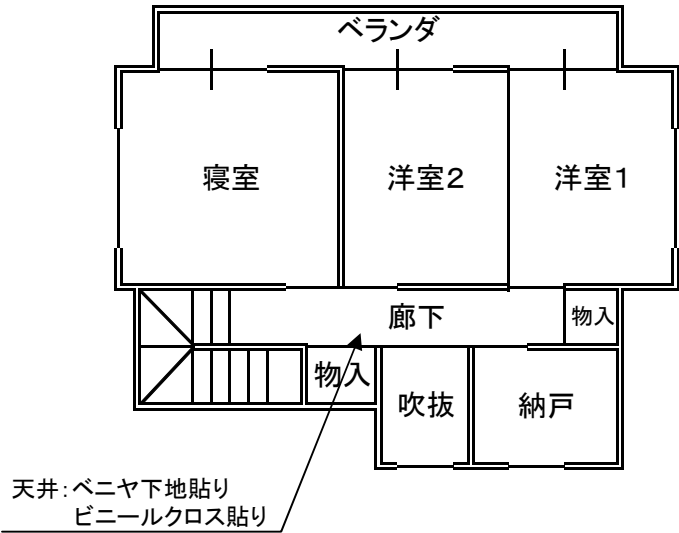 ベランダ
寝室
洋室2
洋室1
廊下
物入
物入
吹抜
納戸
天井：ベニヤ下地貼り
ビニールクロス貼り